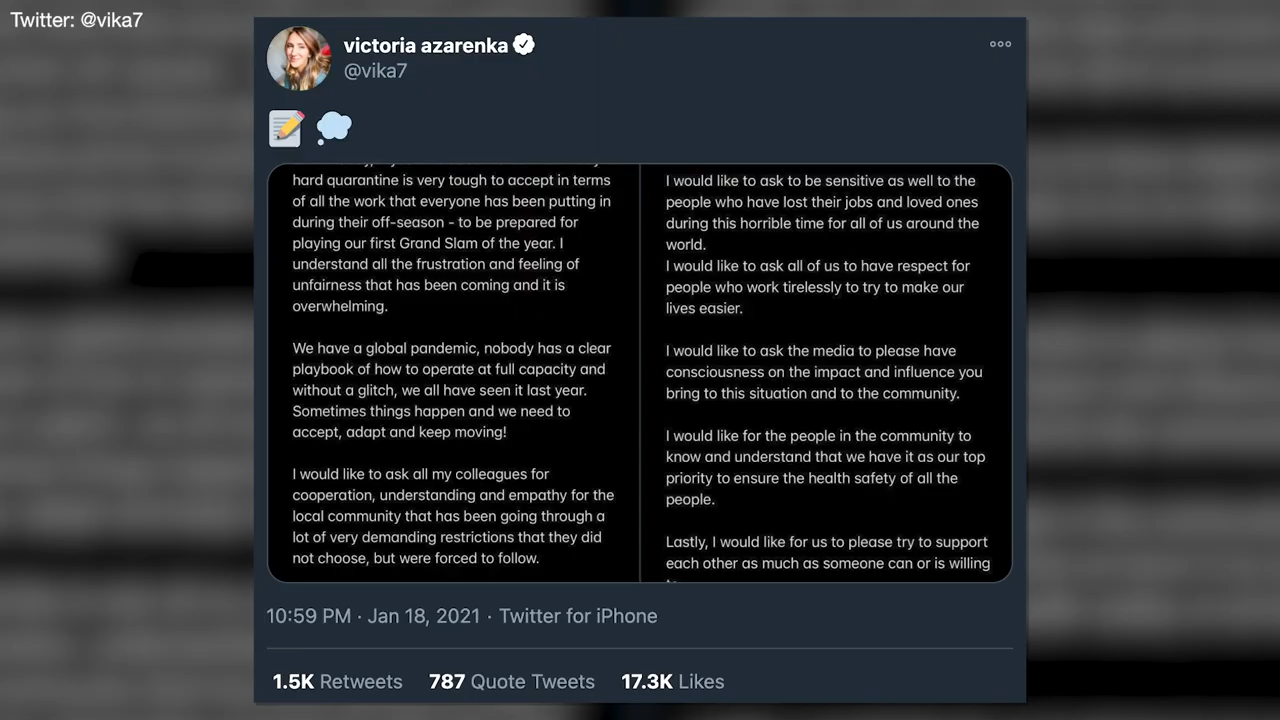 Twitter: @vika7
victoria azarenka
@vika7
hard quarantine is very tough to accept in terms
of all the work that everyone has been putting in
during their off-season - to be prepared for
playing our first Grand Slam of the year. I
understand all the frustration and feeling of
unfairness that has been coming and it is
overwhelming.
We have a global pandemic, nobody has a clear
playbook of how to operate at full capacity and
without a glitch, we all have seen it last year.
Sometimes things happen and we need to
accept, adapt and keep moving!
I would like to ask all my colleagues for
cooperation, understanding and empathy for the
local community that has been going through a
lot of very demanding restrictions that they did
not choose, but were forced to follow.
I would like to ask to be sensitive as well to the
people who have lost their jobs and loved ones
during this horrible time for all of us around the
world.
I would like to ask all of us to have respect for
people who work tirelessly to try to make our
lives easier.
I would like to ask the media to please have
consciousness on the impact and influence you
bring to this situation and to the community.
I would like for the people in the community to
know and understand that we have it as our top
priority to ensure the health safety of all the
people.
Lastly, I would like for us to please try to support
each other as much as someone can or is willing
10:59 PM · Jan 18, 2021 · Twitter for iPhone
1.5K Retweets 787 Quote Tweets 17.3K Likes